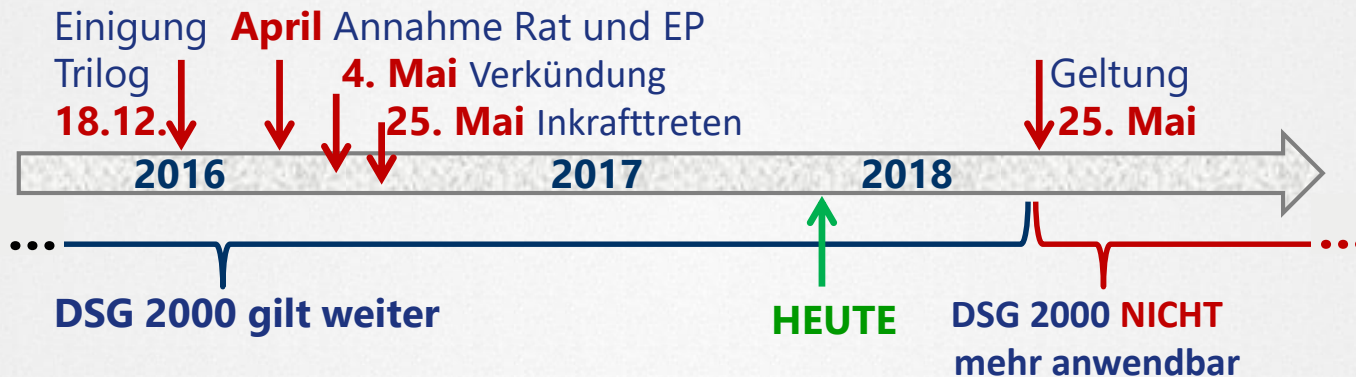 Einigung April Annahme Rat und EP
Trilog 4. Mai Verkündung Geltung
18.12. 25. Mai Inkrafttreten 25. Mai
2016 2017 2018
... ...
DSG 2000 gilt weiter HEUTE DSG 2000 NICHT
mehr anwendbar